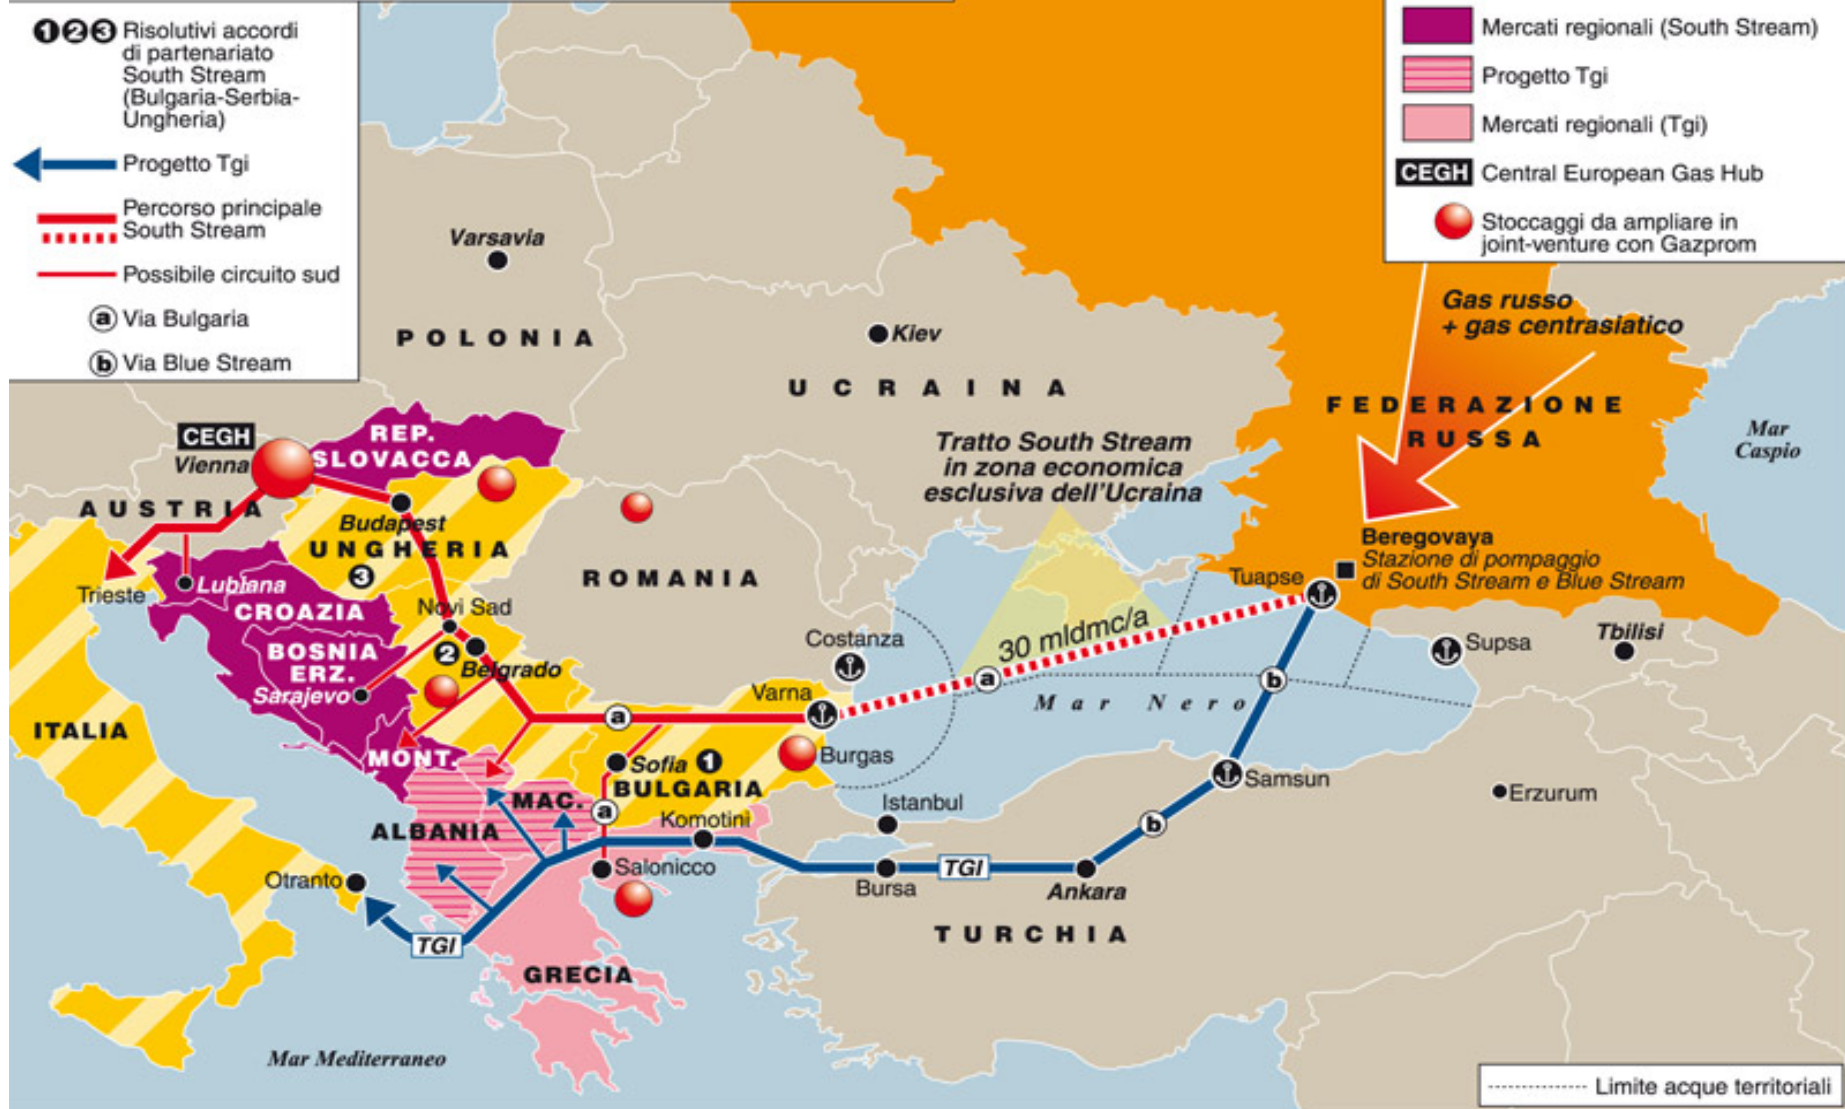 1 2 3 Risolutivi accordi
di partenariato
South Stream
(Bulgaria-Serbia-
Ungheria)
Progetto Tgi
Percorso principale
South Stream
Possibile circuito sud
a Via Bulgaria
b Via Blue Stream
Mercati regionali (South Stream)
Progetto Tgi
Mercati regionali (Tgi)
CEGH Central European Gas Hub
Stoccaggi da ampliare in
joint-venture con Gazprom
Gas russo
+ gas centrasiatico
Varsavia
POLONIA
Kiev
UCRAINA
FEDERAZIONE
RUSSA
Mar
Caspio
Tratto South Stream
in zona economica
esclusiva dell'Ucraina
CEGH
Vienna
REP.
SLOVACCA
AUSTRIA
Budapest
UNGHERIA
3
ROMANIA
Beregovaya
Stazione di pompaggio
di South Stream e Blue Stream
Tuapse
Trieste
Lubiana
CROAZIA
Novi Sad
30 mldmc/a
Costanza
Supsa
Tbilisi
BOSNIA
ERZ.
2
Belgrado
Sarajevo
a
b
Varna
Mar Nero
ITALIA
a
MONT.
Sofia 1
Burgas
BULGARIA
Samsun
Erzurum
MAC.
a
Istanbul
Komotini
b
ALBANIA
Otranto
Salonicco
Bursa
TGI
Ankara
TGI
TURCHIA
GRECIA
Mar Mediterraneo
Limite acque territoriali